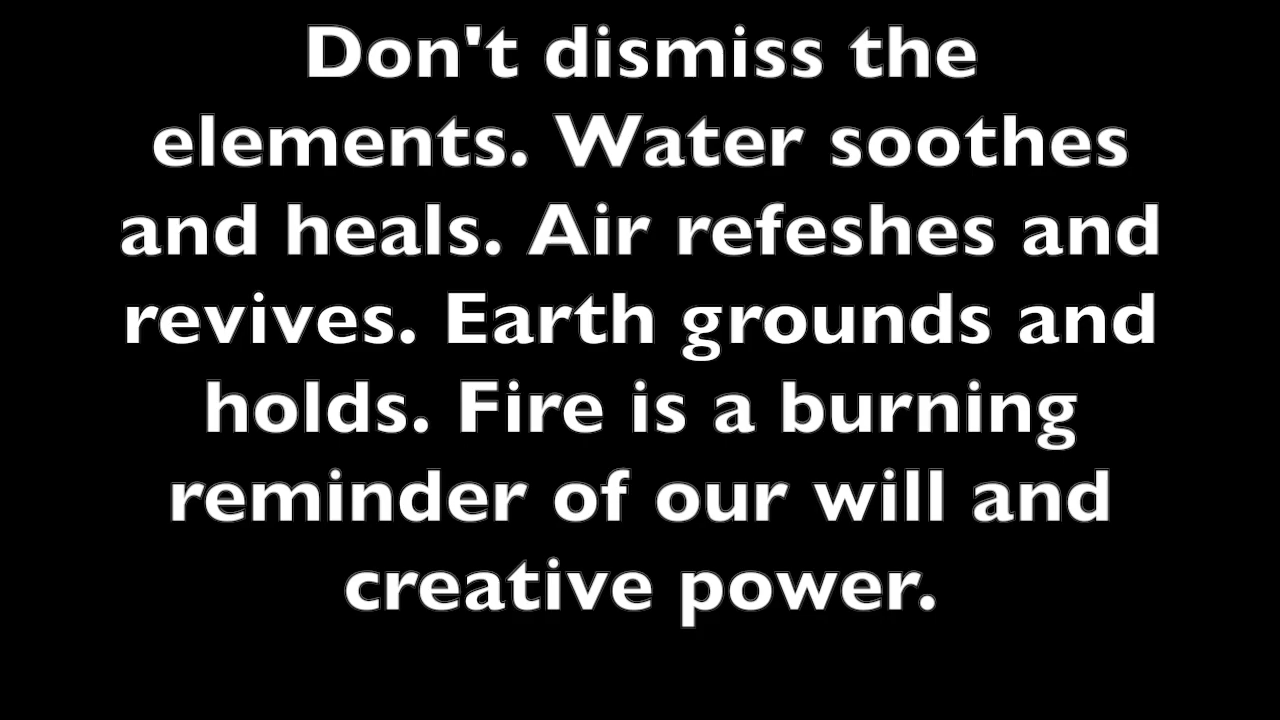 Don't dismiss the
elements. Water soothes
and heals. Air refeshes and
revives. Earth grounds and
holds. Fire is a burning
reminder of our will and
creative power.